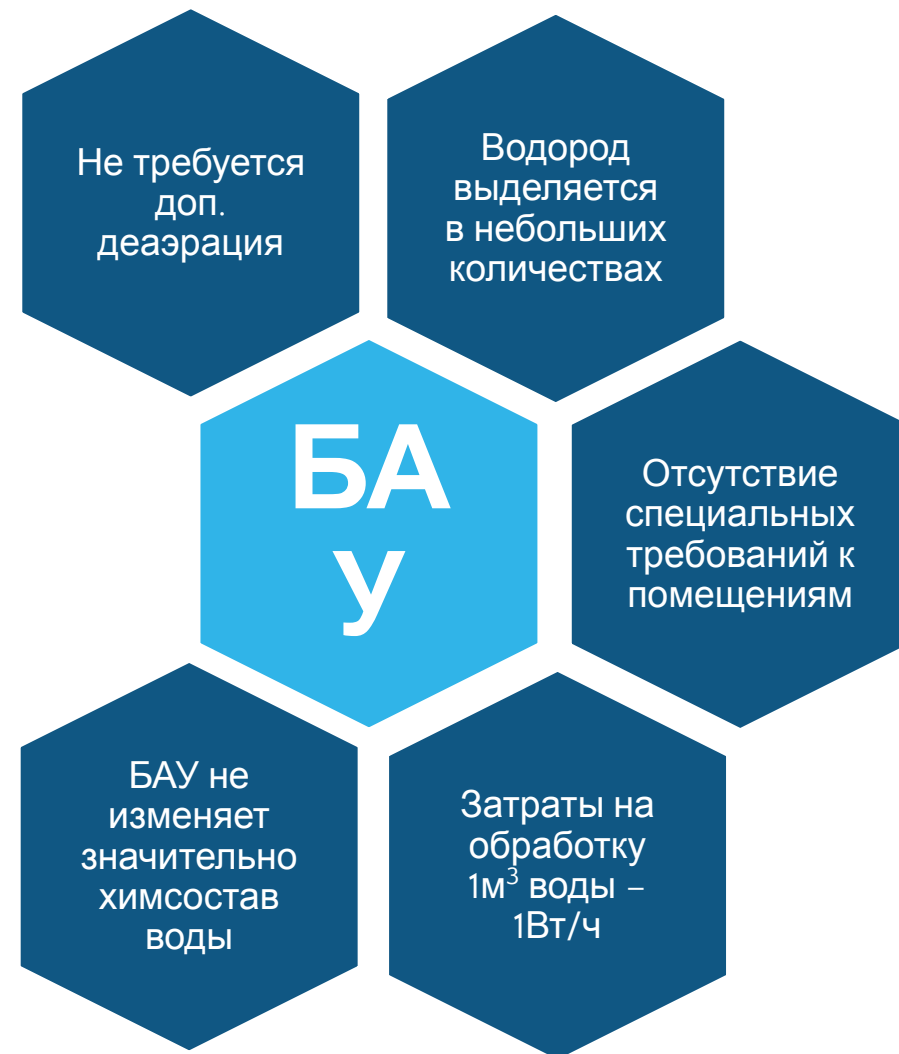 Не требуется
доп.
деаэрация
Водород
выделяется
в небольших
количествах
БА
У
Отсутствие
специальных
требований к
помещениям
БАУ не
изменяет
значительно
химсостав
воды
Затраты на
обработку
1м³ воды –
1Вт/ч